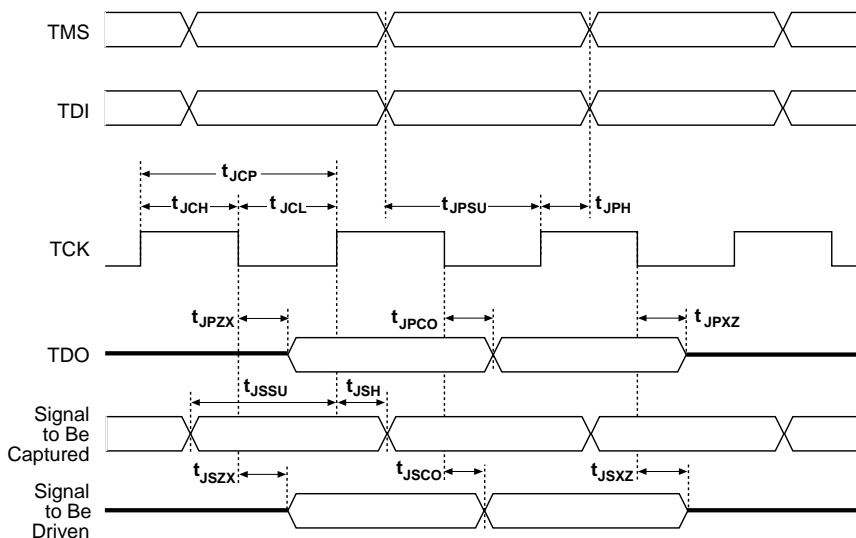 TMS
TDI
tJCP
tJCH tJCL tJPSU tJPH
TCK
tJPZX tJPCO tJPXZ
TDO
tJSSU tJSH
Signal
to Be
Captured
tJSZX tJSCO tJSXZ
Signal
to Be
Driven